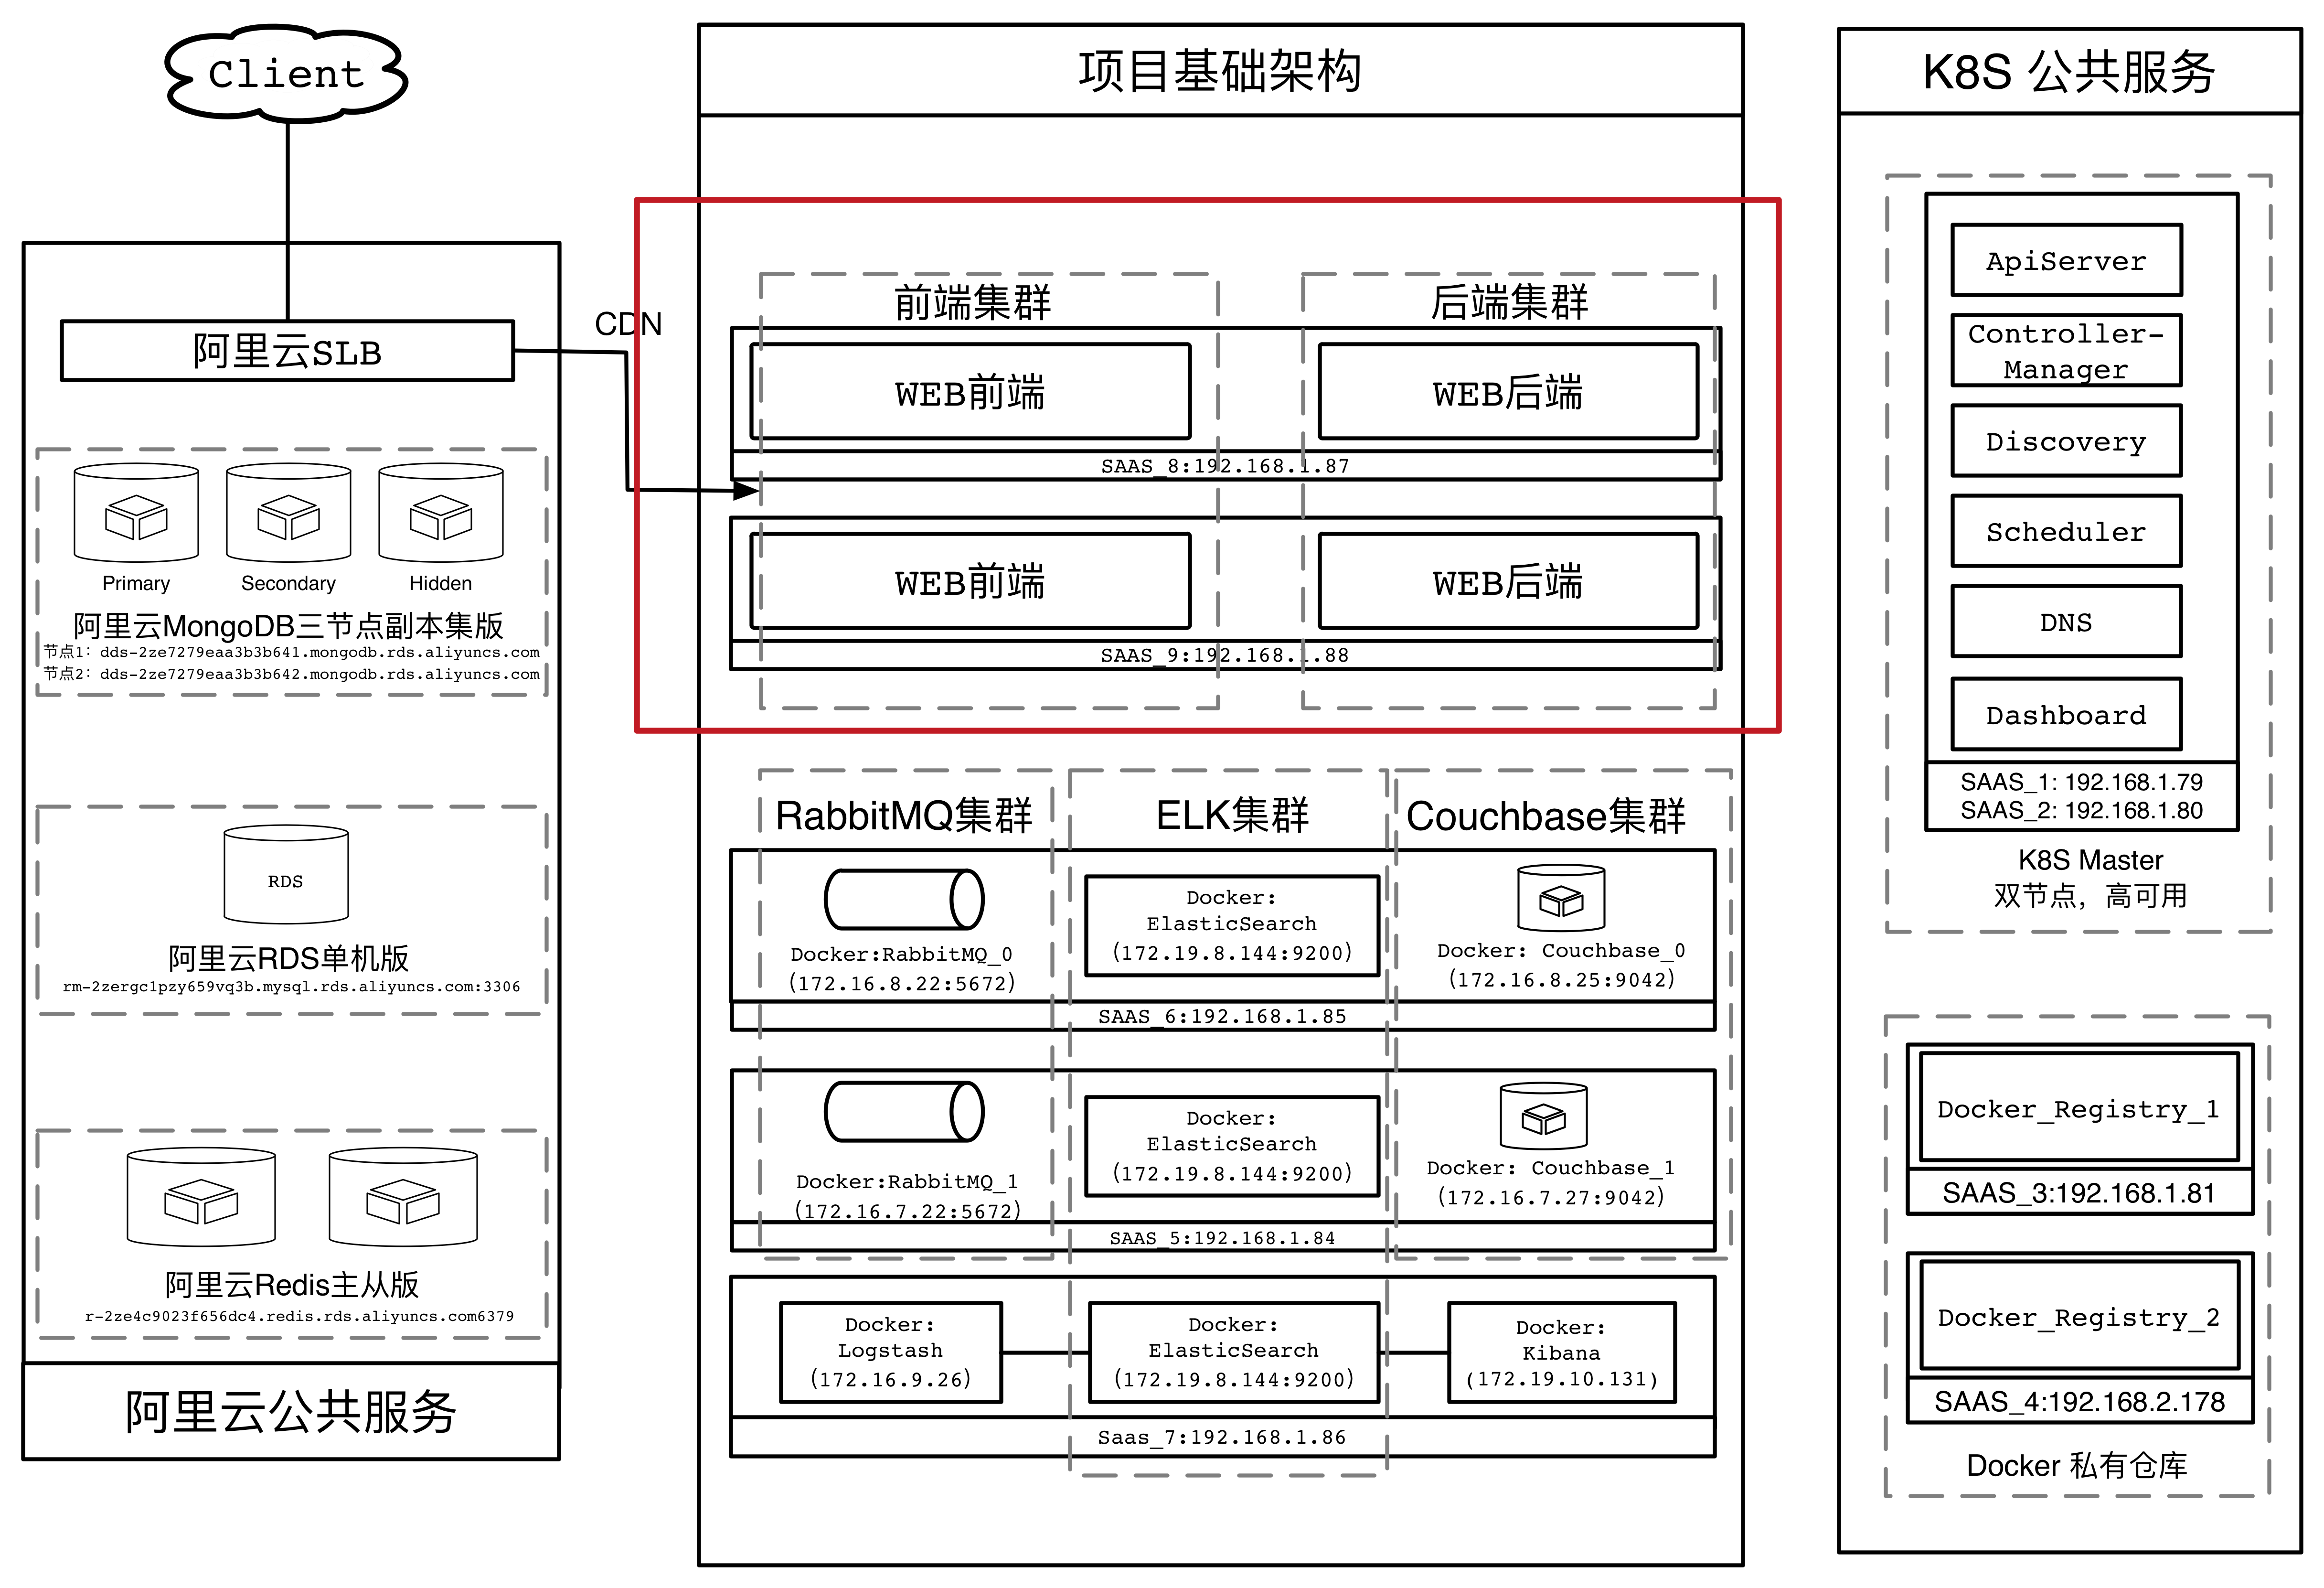 Client
阿里云SLB
CDN
Primary
Secondary
Hidden
阿里云MongoDB三节点副本集版
节点1: dds-2ze7279eaa3b3b641.mongodb.rds.aliyuncs.com
节点2: dds-2ze7279eaa3b3b642.mongodb.rds.aliyuncs.com
RDS
阿里云RDS单机版
rm-2zergc1pzy659vq3b.mysql.rds.aliyuncs.com:3306
阿里云Redis主从版
r-2ze4c9023f656dc4.redis.rds.aliyuncs.com6379
阿里云公共服务
项目基础架构
前端集群
后端集群
WEB前端
WEB后端
SAAS_8:192.168.1.87
WEB前端
WEB后端
SAAS_9:192.168.1.88
RabbitMQ集群
ELK集群
Couchbase集群
Docker:RabbitMQ_0
(172.16.8.22:5672)
Docker:
ElasticSearch
(172.19.8.144:9200)
Docker: Couchbase_0
(172.16.8.25:9042)
SAAS_6:192.168.1.85
Docker:RabbitMQ_1
(172.16.7.22:5672)
Docker:
ElasticSearch
(172.19.8.144:9200)
Docker: Couchbase_1
(172.16.7.27:9042)
SAAS_5:192.168.1.84
Docker:
Logstash
(172.16.9.26)
Docker:
ElasticSearch
(172.19.8.144:9200)
Docker:
Kibana
(172.19.10.131)
Saas_7:192.168.1.86
K8S 公共服务
ApiServer
Controller-
Manager
Discovery
Scheduler
DNS
Dashboard
SAAS_1: 192.168.1.79
SAAS_2: 192.168.1.80
K8S Master
双节点，高可用
Docker_Registry_1
SAAS_3:192.168.1.81
Docker_Registry_2
SAAS_4:192.168.2.178
Docker 私有仓库